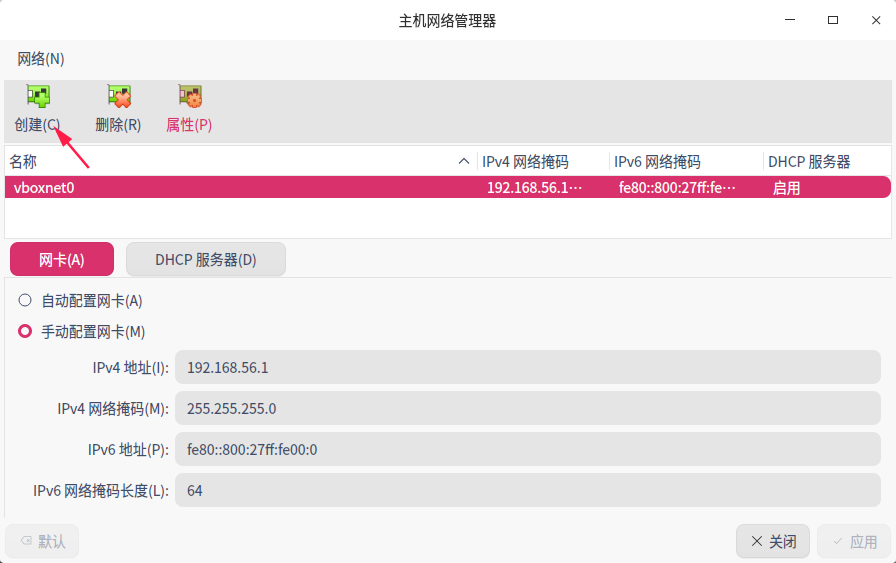 主机网络管理器
网络(N)
创建(C) 删除(R) 属性(P)
名称 IPv4 网络掩码 IPv6 网络掩码 DHCP 服务器
vboxnet0 192.168.56.1⋯ fe80::800:27ff:fe⋯ 启用
网卡(A) DHCP 服务器(D)
自动配置网卡(A)
手动配置网卡(M)
IPv4 地址(I): 192.168.56.1
IPv4 网络掩码(M): 255.255.255.0
IPv6 地址(P): fe80::800:27ff:fe00:0
IPv6 网络掩码长度(L): 64
默认 关闭 应用